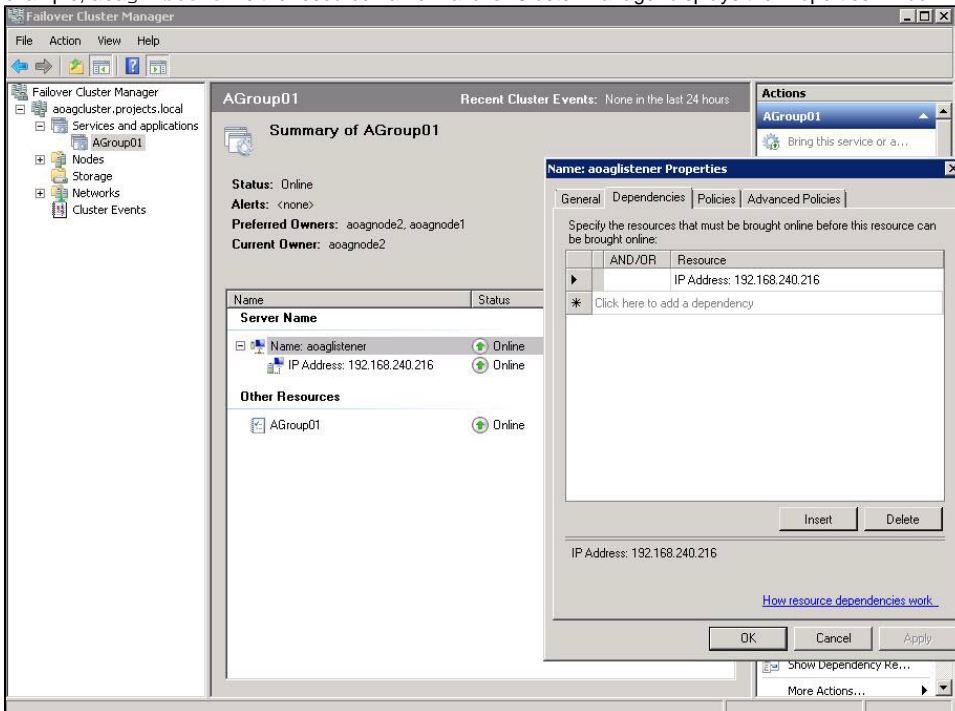 Failover Cluster Manager
File Action View Help
Failover Cluster Manager
aoagcluster.projects.local
Services and applications
AGroup01
Nodes
Storage
Networks
Cluster Events
AGroup01
Recent Cluster Events: None in the last 24 hours
Summary of AGroup01
Status: Online
Alerts: <none>
Preferred Owners: aoagnode2, aoagnode1
Current Owner: aoagnode2
Name Status
Server Name
Name: aoaglistener Online
IP Address: 192.168.240.216 Online
Other Resources
AGroup01 Online
Actions
AGroup01
Bring this service or a...
Name: aoaglistener Properties
General Dependencies Policies Advanced Policies
Specify the resources that must be brought online before this resource can
be brought online:
AND/OR Resource
IP Address: 192.168.240.216
Click here to add a dependency
Insert Delete
IP Address: 192.168.240.216
How resource dependencies work
OK Cancel Apply
Show Dependency Re...
More Actions...